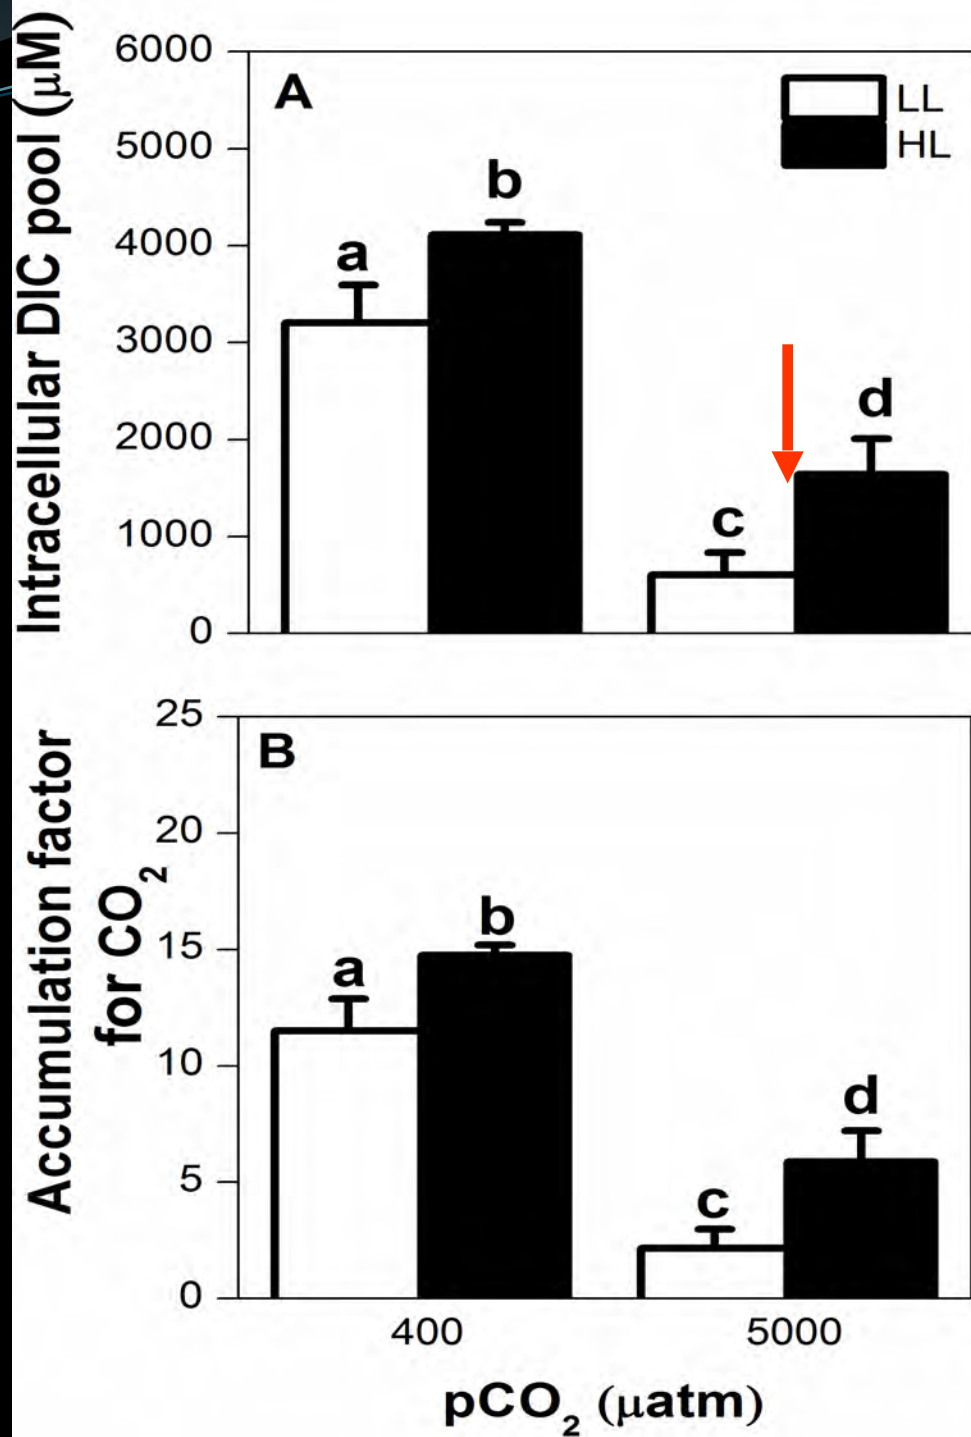 Intracellular DIC pool (μM)
6000
5000
4000
3000
2000
1000
0
A
LL
HL
a
b
c
d
Accumulation factor
for CO₂
25
20
15
10
5
0
B
a
b
c
d
400
5000
pCO₂ (μatm)